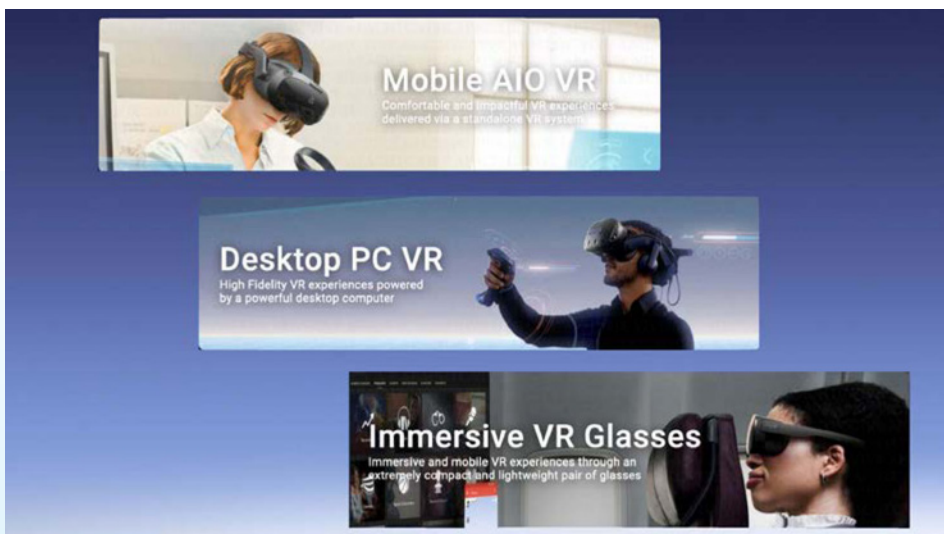 Mobile AIO VR
Comfortable and impactful VR experiences
delivered via a standalone VR system
Desktop PC VR
High Fidelity VR experiences powered
by a powerful desktop computer
Immersive VR Glasses
Immersive and mobile VR experiences through an
extremely compact and lightweight pair of glasses